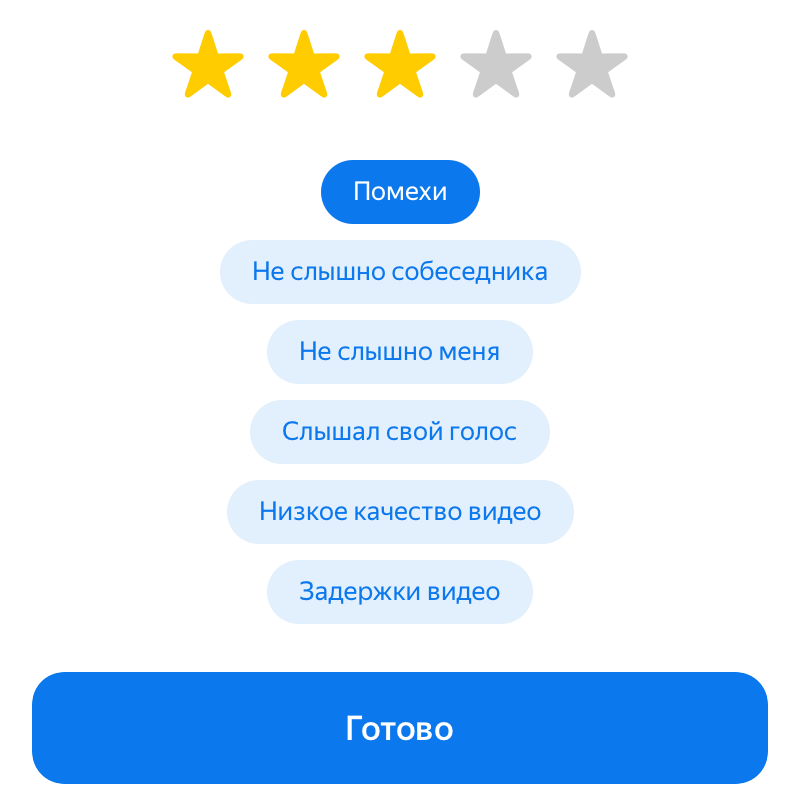 Помехи
Не слышно собеседника
Не слышно меня
Слышал свой голос
Низкое качество видео
Задержки видео
Готово